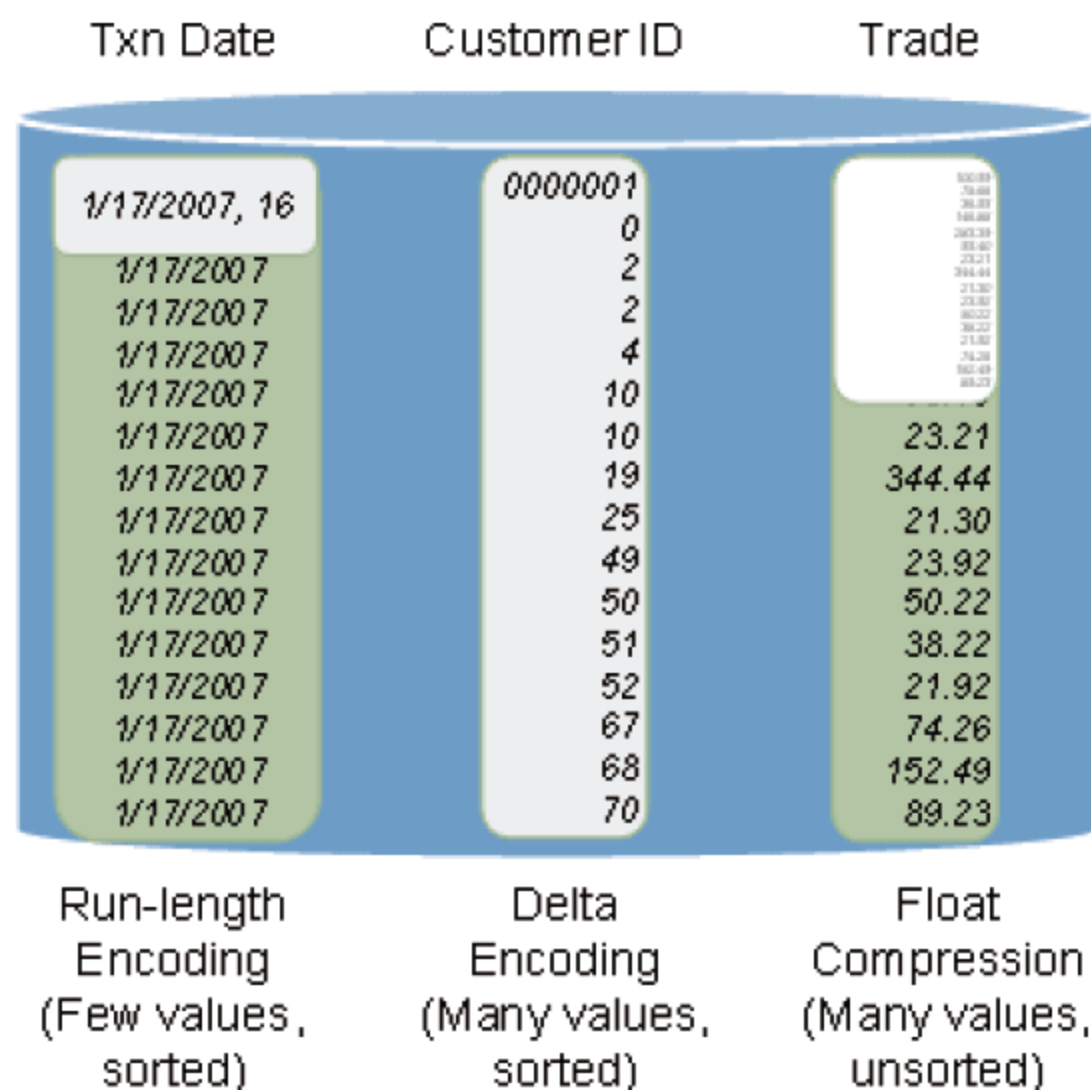 Txn Date
Customer ID
Trade
1/17/2007, 16
1/17/2007
1/17/2007
1/17/2007
1/17/2007
1/17/2007
1/17/2007
1/17/2007
1/17/2007
1/17/2007
1/17/2007
1/17/2007
1/17/2007
1/17/2007
1/17/2007
0000001
0
2
2
4
10
10
19
25
49
50
51
52
67
68
70
23.21
344.44
21.30
23.92
50.22
38.22
21.92
74.26
152.49
89.23
Run-length
Encoding
(Few values,
sorted)
Delta
Encoding
(Many values,
sorted)
Float
Compression
(Many values,
unsorted)